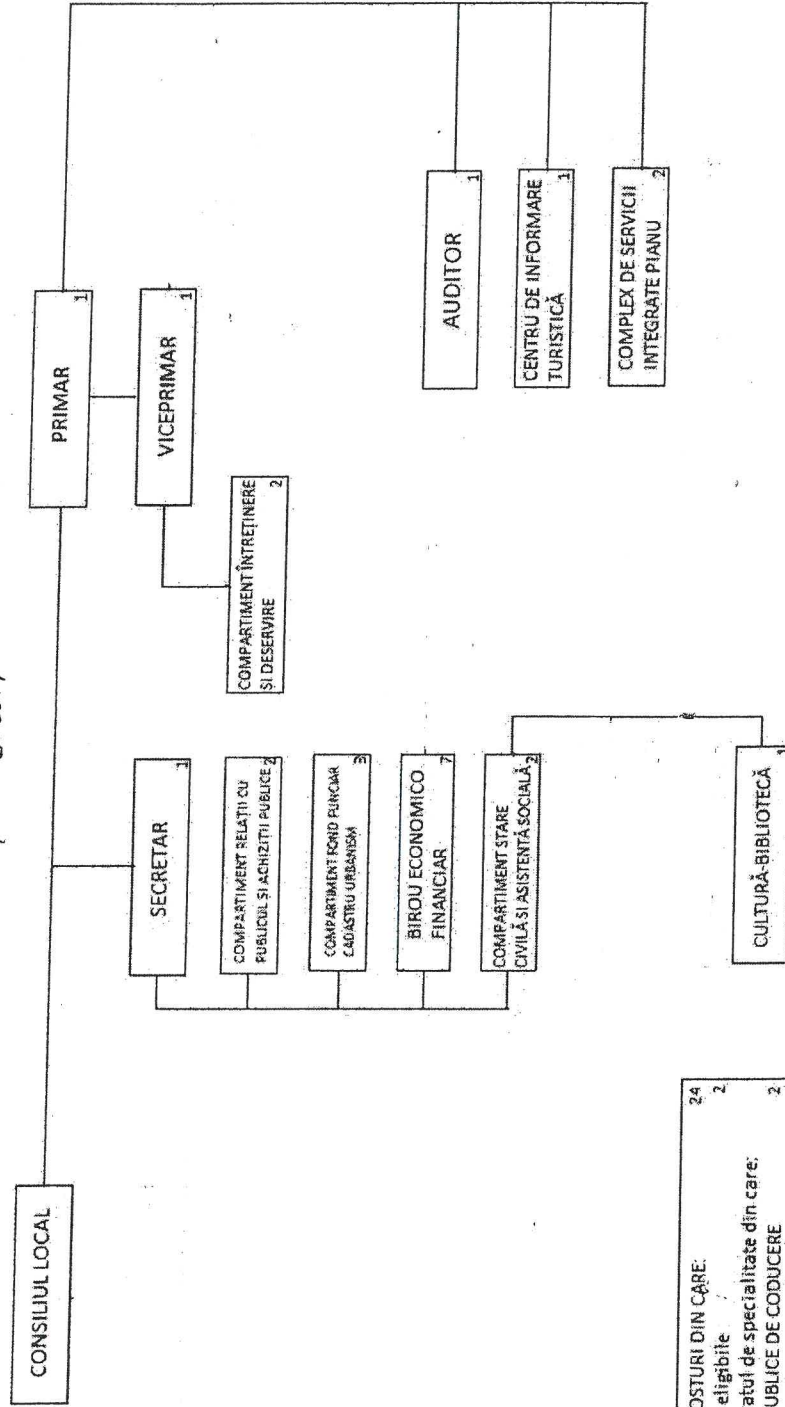 CONSILIUL LOCAL
PRIMAR
1
VICEPRIMAR
1
COMPARTIMENT ÎNTREȚINERE
ȘI DESERVIRE
2
SECRETAR
1
COMPARTIMENT RELAȚII CU
PUBLICUL ȘI ACHIZIȚII PUBLICE
2
COMPARTIMENT FOND FUNCIAR
CADASTRU URBANISM
3
BIROU ECONOMICO
FINANCIAR
7
COMPARTIMENT STARE
CIVILĂ SI ASISTENTĂ SOCIALĂ
2
CULTURĂ-BIBLIOTECĂ
1
AUDITOR
1
CENTRU DE INFORMARE
TURISTICĂ
1
COMPLEX DE SERVICII
INTEGRATE PIANU
2
OSTURI DIN CARE:
24
eligibile
2
atul de specialitate din care:
UBLICE DE CODUCERE
2